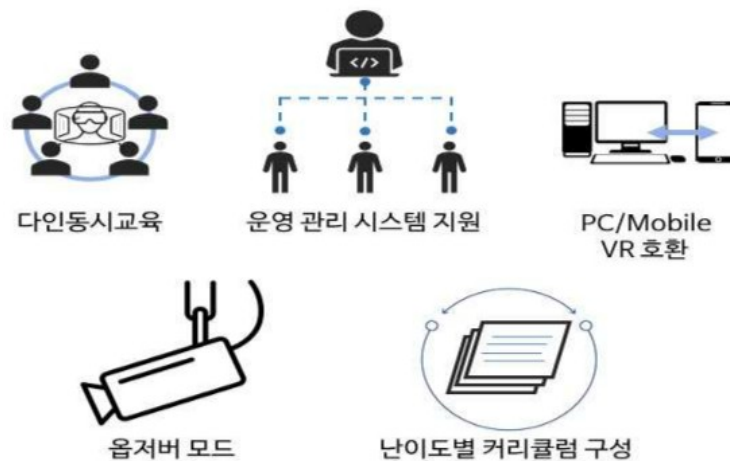 다인동시교육
운영 관리 시스템 지원
PC/Mobile
VR 호환
옵저버 모드
난이도별 커리큘럼 구성